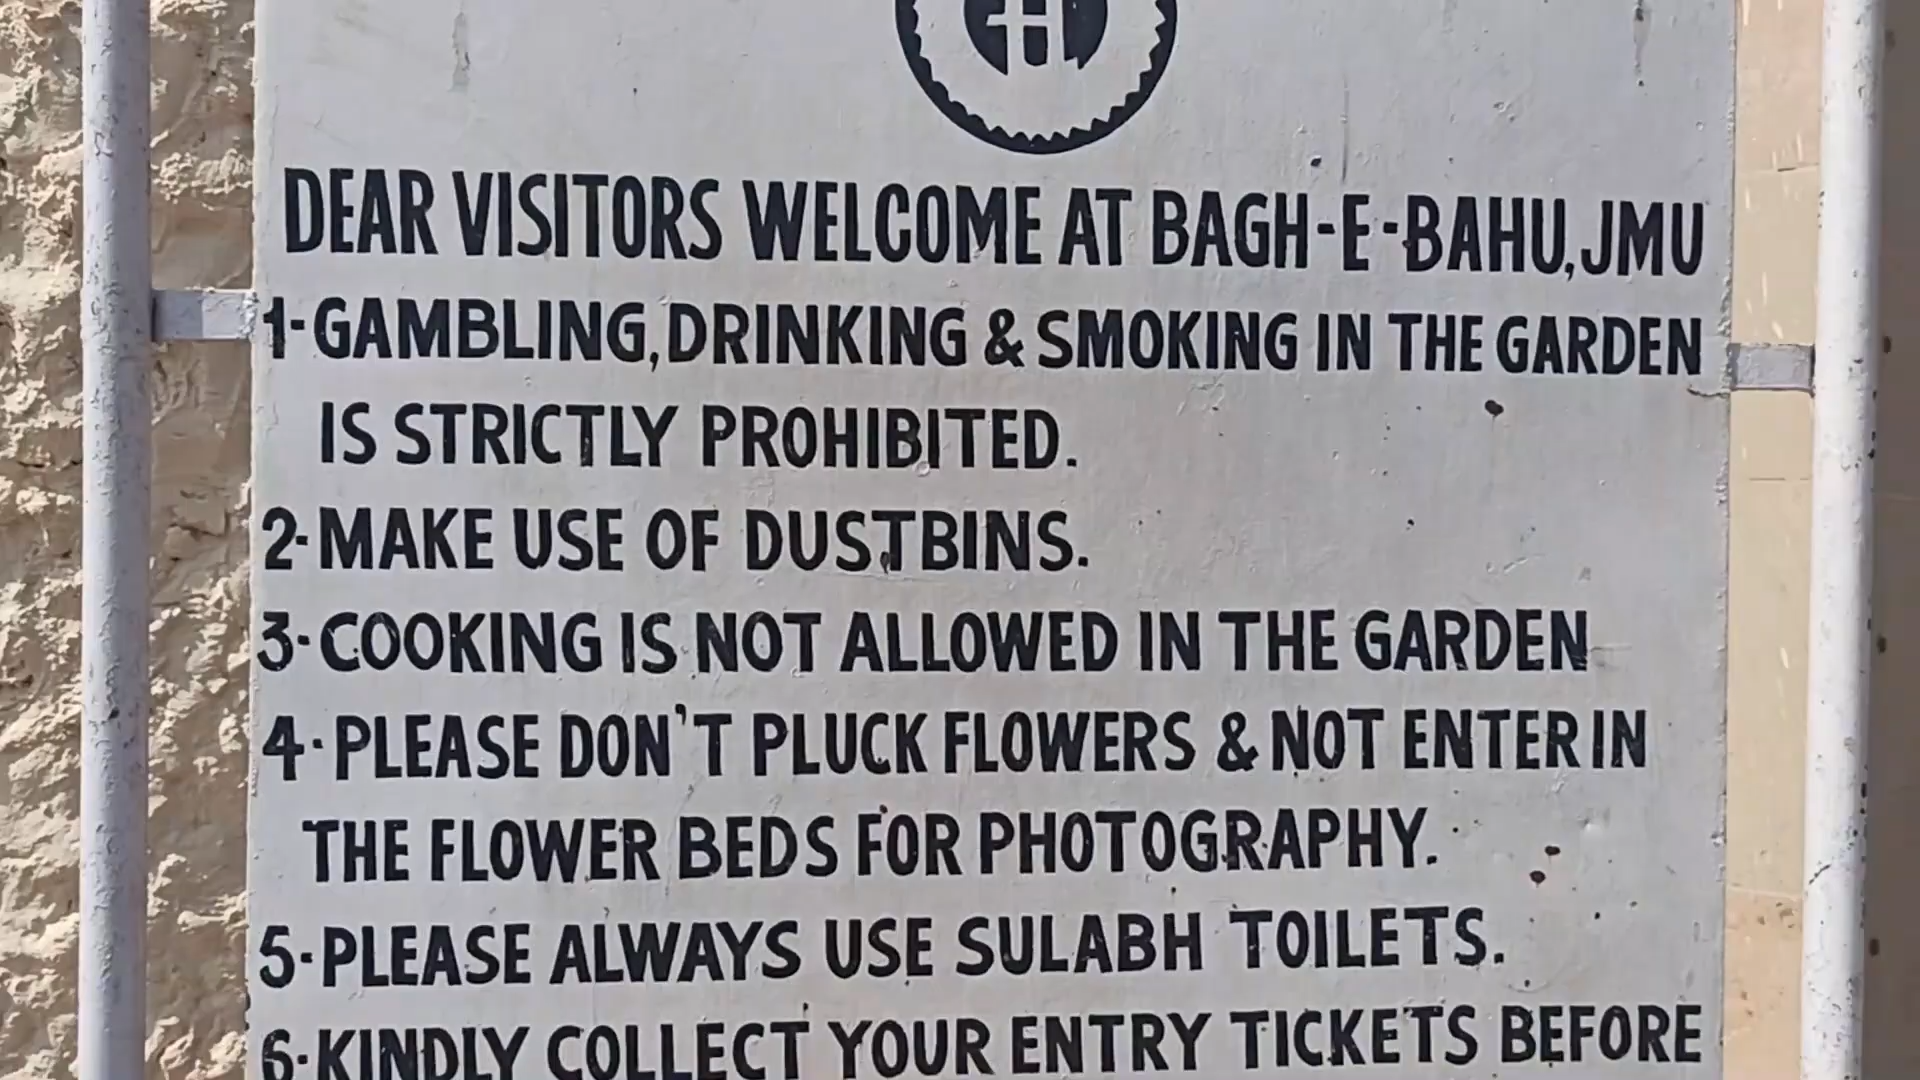 DEAR VISITORS WELCOME AT BAGH-E-BAHU,JMU
1-GAMBLING,DRINKING & SMOKING IN THE GARDEN
IS STRICTLY PROHIBITED.
2-MAKE USE OF DUSTBINS.
3-COOKING IS NOT ALLOWED IN THE GARDEN
4-PLEASE DON'T PLUCK FLOWERS & NOT ENTER IN
THE FLOWER BEDS FOR PHOTOGRAPHY.
5-PLEASE ALWAYS USE SULABH TOILETS.
6-KINDLY COLLECT YOUR ENTRY TICKETS BEFORE